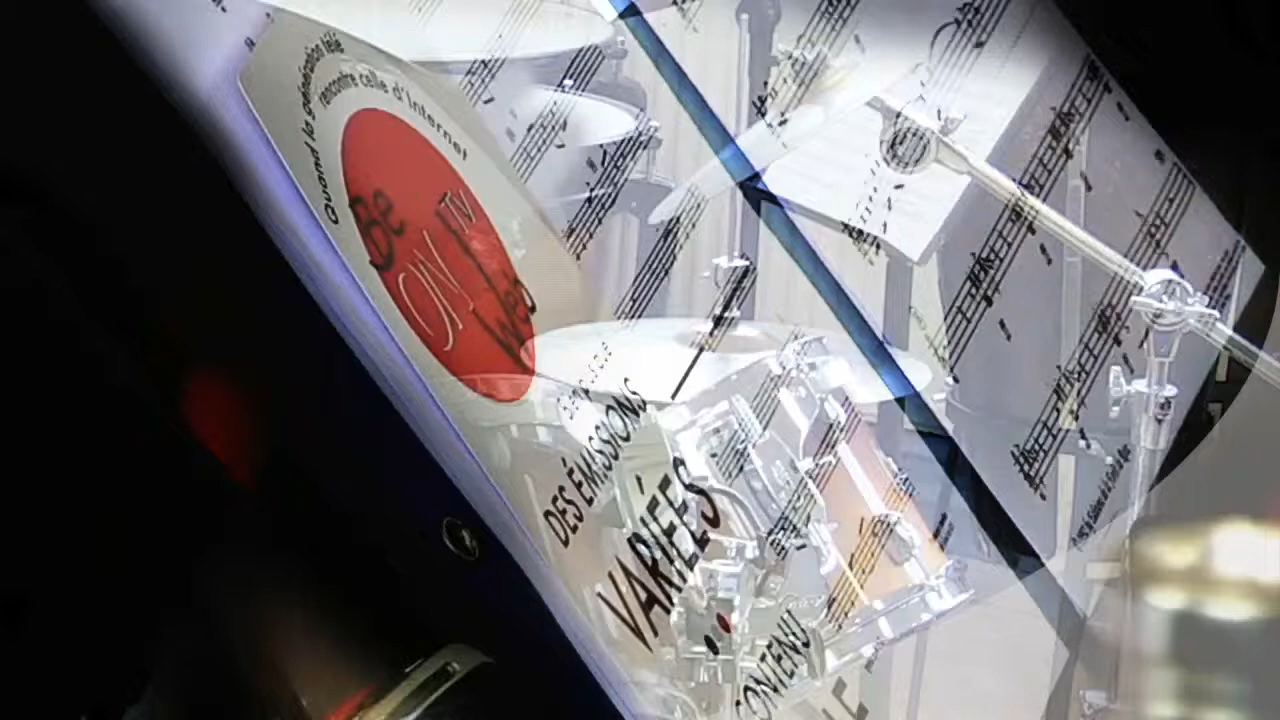 Quand la génération télé
rencontre celle d'internet
Be
ON
TV
Web
DES ÉMISSIONS
VARIÉES
CONTENU